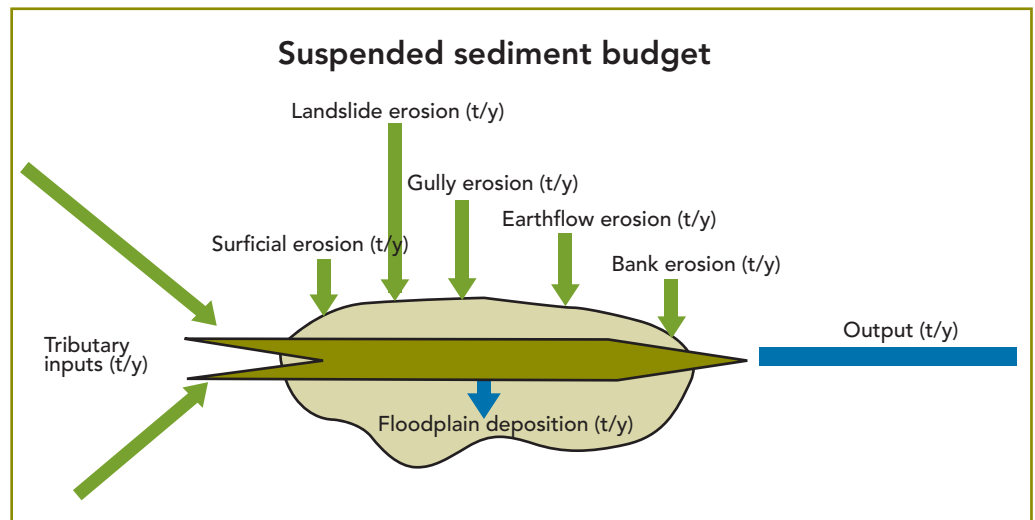 Suspended sediment budget
Landslide erosion (t/y)
Gully erosion (t/y)
Earthflow erosion (t/y)
Surficial erosion (t/y)
Bank erosion (t/y)
Output (t/y)
Tributary
inputs (t/y)
Floodplain deposition (t/y)